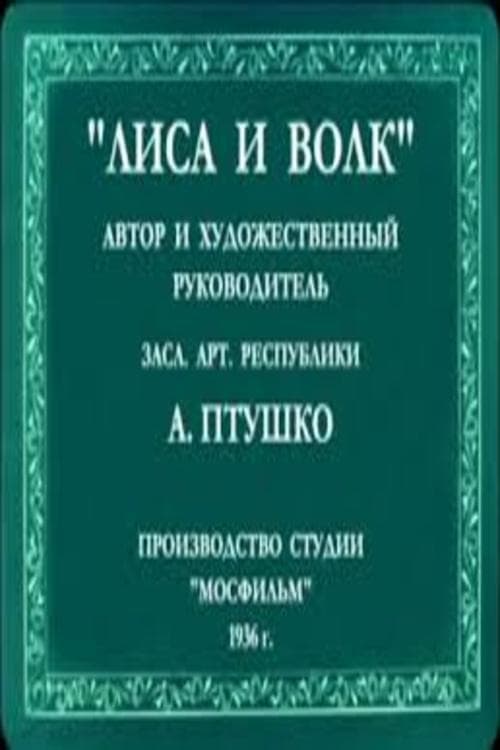 "ЛИСА И ВОЛК"
АВТОР И ХУДОЖЕСТВЕННЫЙ
РУКОВОДИТЕЛЬ
ЗАСЛ. АРТ. РЕСПУБЛИКИ
А. ПТУШКО
ПРОИЗВОДСТВО СТУДИИ
"МОСФИЛЬМ"
1936 г.